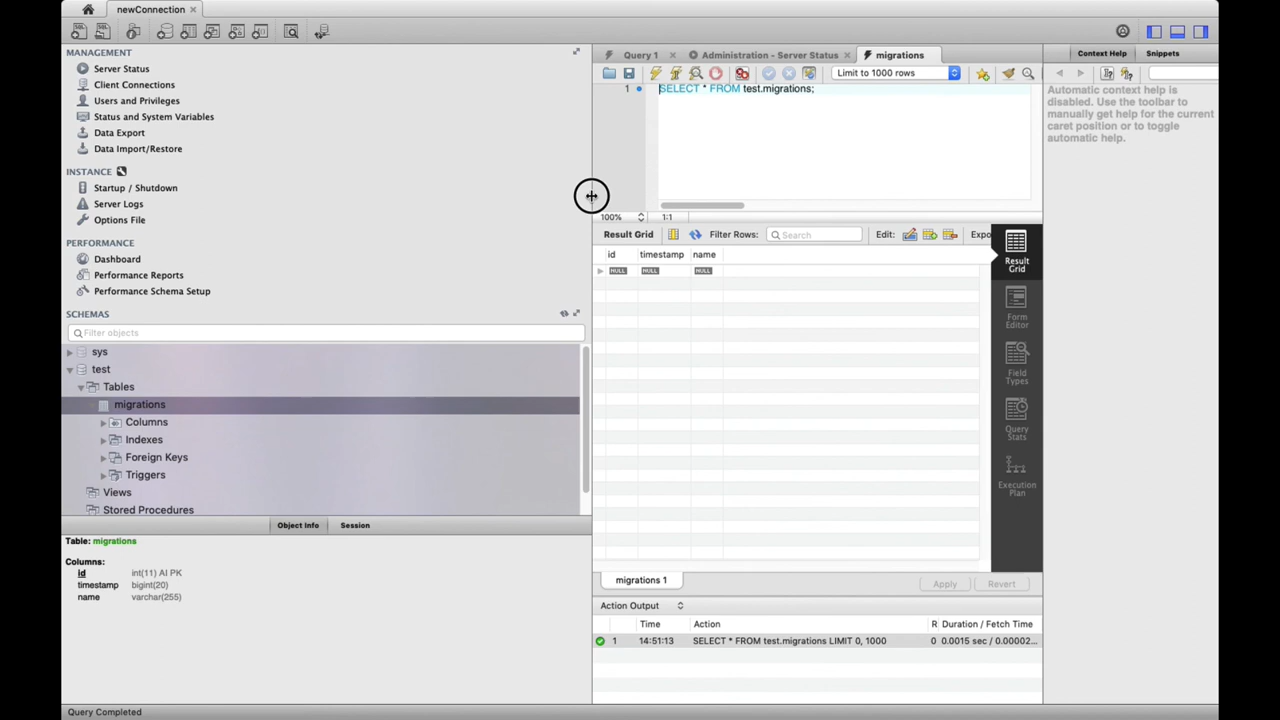 newConnection ×
MANAGEMENT
Server Status
Client Connections
Users and Privileges
Status and System Variables
Data Export
Data Import/Restore
INSTANCE
Startup / Shutdown
Server Logs
Options File
PERFORMANCE
Dashboard
Performance Reports
Performance Schema Setup
SCHEMAS
Filter objects
sys
test
Tables
migrations
Columns
Indexes
Foreign Keys
Triggers
Views
Stored Procedures
Object Info Session
Table: migrations
Columns:
id int(11) AI PK
timestamp bigint(20)
name varchar(255)
Query Completed
Query 1 × Administration - Server Status × migrations
Limit to 1000 rows
1 SELECT * FROM test.migrations;
100% 1:1
Result Grid Filter Rows: Search Edit: Expo
id timestamp name
NULL NULL NULL
Result
Grid
Form
Editor
Field
Types
Query
Stats
Execution
Plan
migrations 1 Apply Revert
Action Output
Time Action R Duration / Fetch Time
1 14:51:13 SELECT * FROM test.migrations LIMIT 0, 1000 0 0.0015 sec / 0.00002...
Context Help Snippets
Automatic context help is
disabled. Use the toolbar to
manually get help for the current
caret position or to toggle
automatic help.